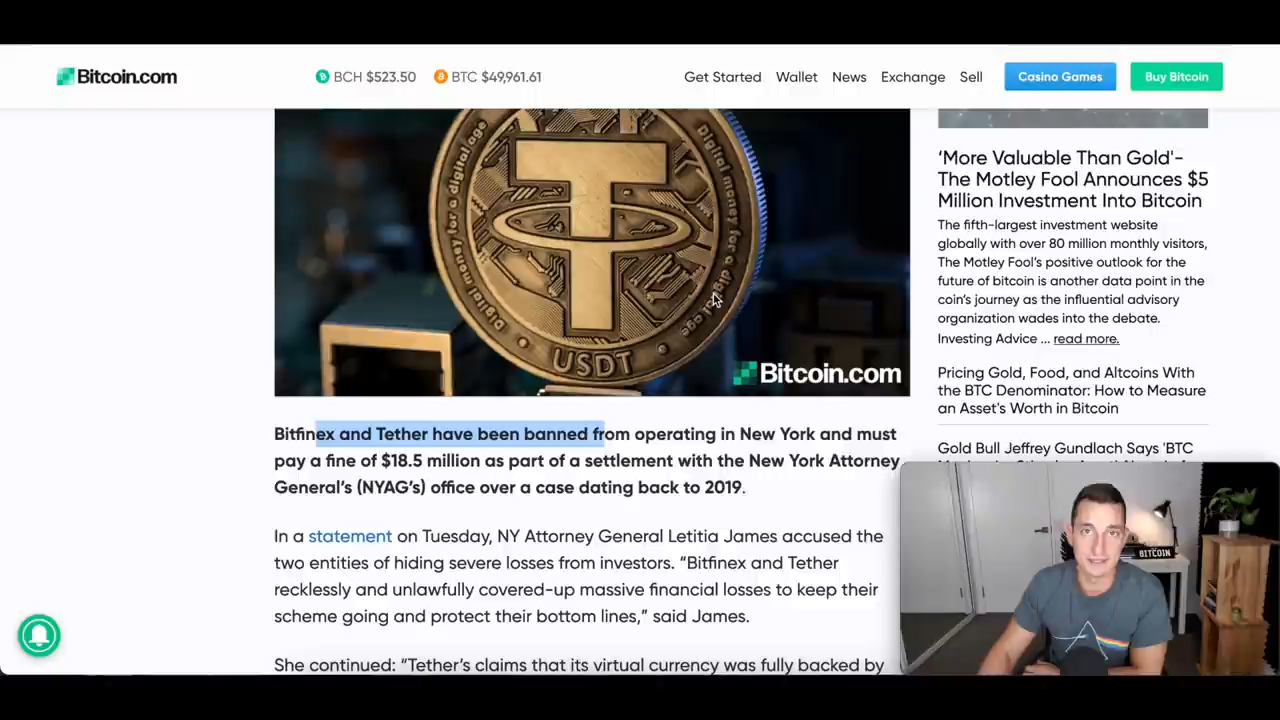 Bitcoin.com
BCH $523.50
BTC $49,961.61
Get Started
Wallet
News
Exchange
Sell
Casino Games
Buy Bitcoin
Digital money for a digital age
Digital money for a digital age
USDT
Bitcoin.com
Bitfinex and Tether have been banned from operating in New York and must
pay a fine of $18.5 million as part of a settlement with the New York Attorney
General's (NYAG's) office over a case dating back to 2019.
In a statement on Tuesday, NY Attorney General Letitia James accused the
two entities of hiding severe losses from investors. “Bitfinex and Tether
recklessly and unlawfully covered-up massive financial losses to keep their
scheme going and protect their bottom lines,” said James.
She continued: “Tether's claims that its virtual currency was fully backed by
‘More Valuable Than Gold'-
The Motley Fool Announces $5
Million Investment Into Bitcoin
The fifth-largest investment website
globally with over 80 million monthly visitors,
The Motley Fool's positive outlook for the
future of bitcoin is another data point in the
coin's journey as the influential advisory
organization wades into the debate.
Investing Advice ... read more.
Pricing Gold, Food, and Altcoins With
the BTC Denominator: How to Measure
an Asset's Worth in Bitcoin
Gold Bull Jeffrey Gundlach Says 'BTC
BITCOIN